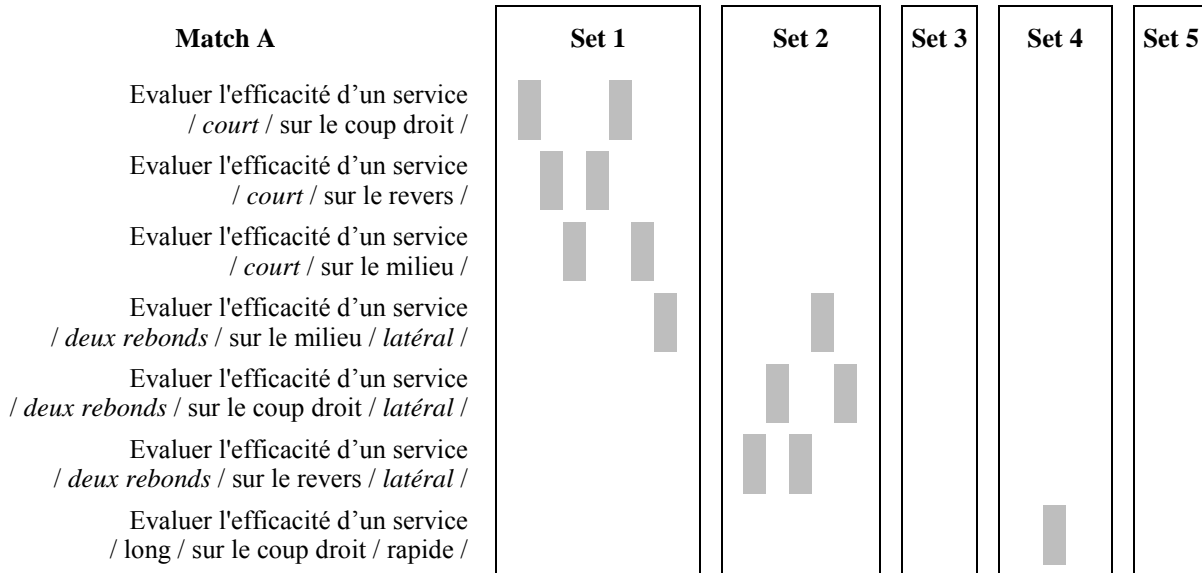 Match A Set 1 Set 2 Set 3 Set 4 Set 5
Evaluer l'efficacité d’un service
/ court / sur le coup droit /
Evaluer l'efficacité d’un service
/ court / sur le revers /
Evaluer l'efficacité d’un service
/ court / sur le milieu /
Evaluer l'efficacité d’un service
/ deux rebonds / sur le milieu / latéral /
Evaluer l'efficacité d’un service
/ deux rebonds / sur le coup droit / latéral /
Evaluer l'efficacité d’un service
/ deux rebonds / sur le revers / latéral /
Evaluer l'efficacité d’un service
/ long / sur le coup droit / rapide /